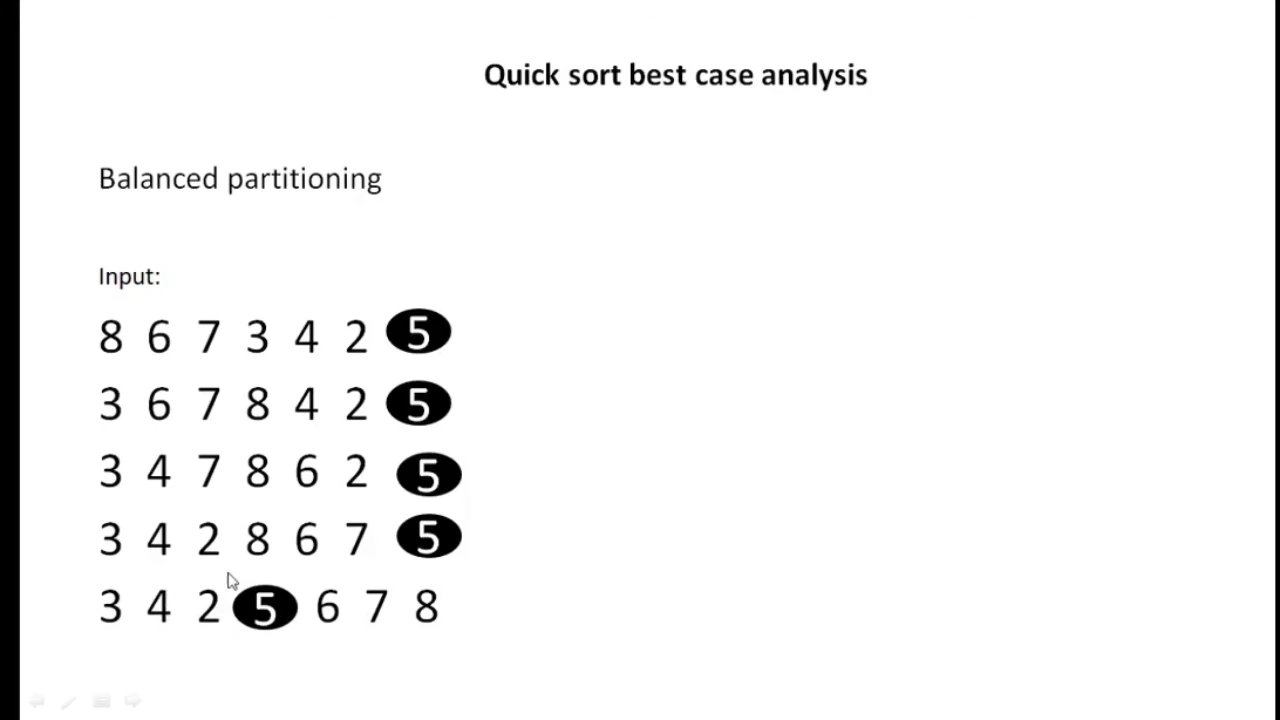 Quick sort best case analysis
Balanced partitioning
Input:
8 6 7 3 4 2 5
3 6 7 8 4 2 5
3 4 7 8 6 2 5
3 4 2 8 6 7 5
3 4 2 5 6 7 8